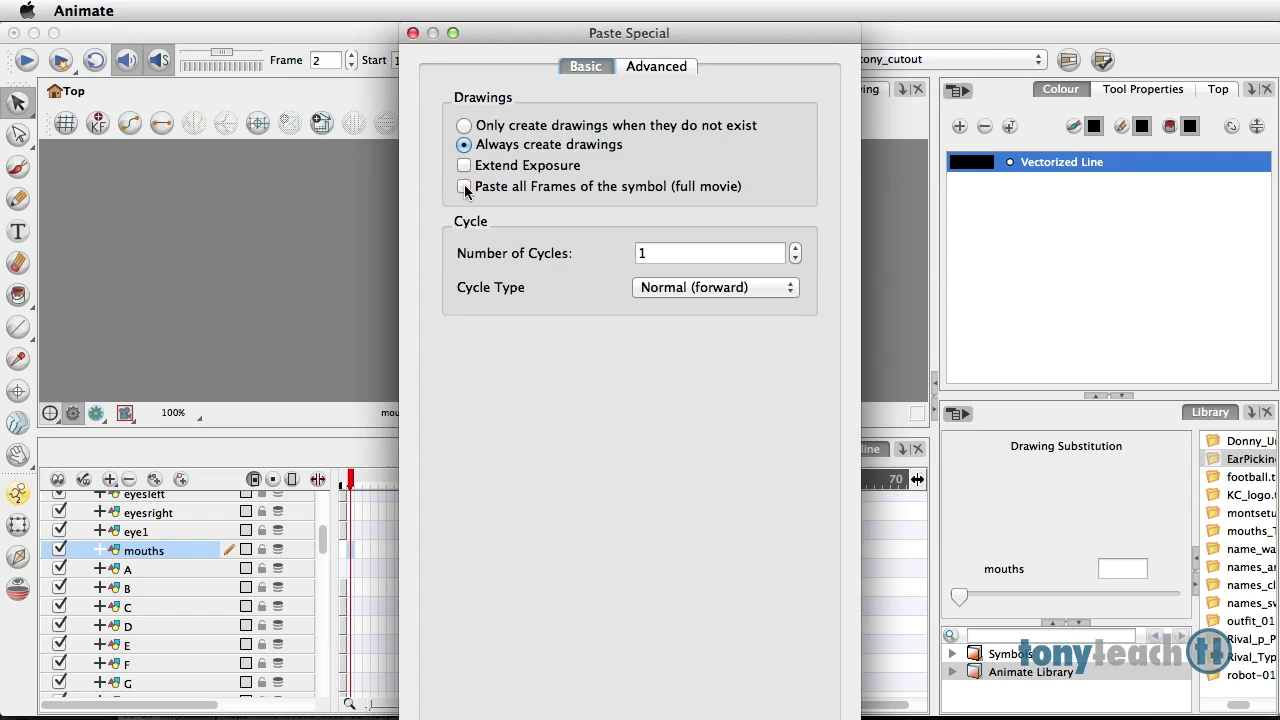 Animate
Paste Special
Frame 2 Start
tony_cutout
Top
Basic Advanced
Drawings
Only create drawings when they do not exist
Always create drawings
Extend Exposure
Paste all Frames of the symbol (full movie)
Cycle
Number of Cycles: 1
Cycle Type Normal (forward)
Colour Tool Properties Top
Vectorized Line
100%
KF
T
Library
Drawing Substitution
mouths
70
eyesleft
eyesright
eye1
mouths
A
B
C
D
E
F
G
EarPickin
football.t
KC_logo.t
montsetu
mouths_T
name_wa
names_ar
names_cl
names_sv
outfit_01
Rival_p_P
Rival_Typ
robot-01
Symbols
Animate Library
tonyteach tt